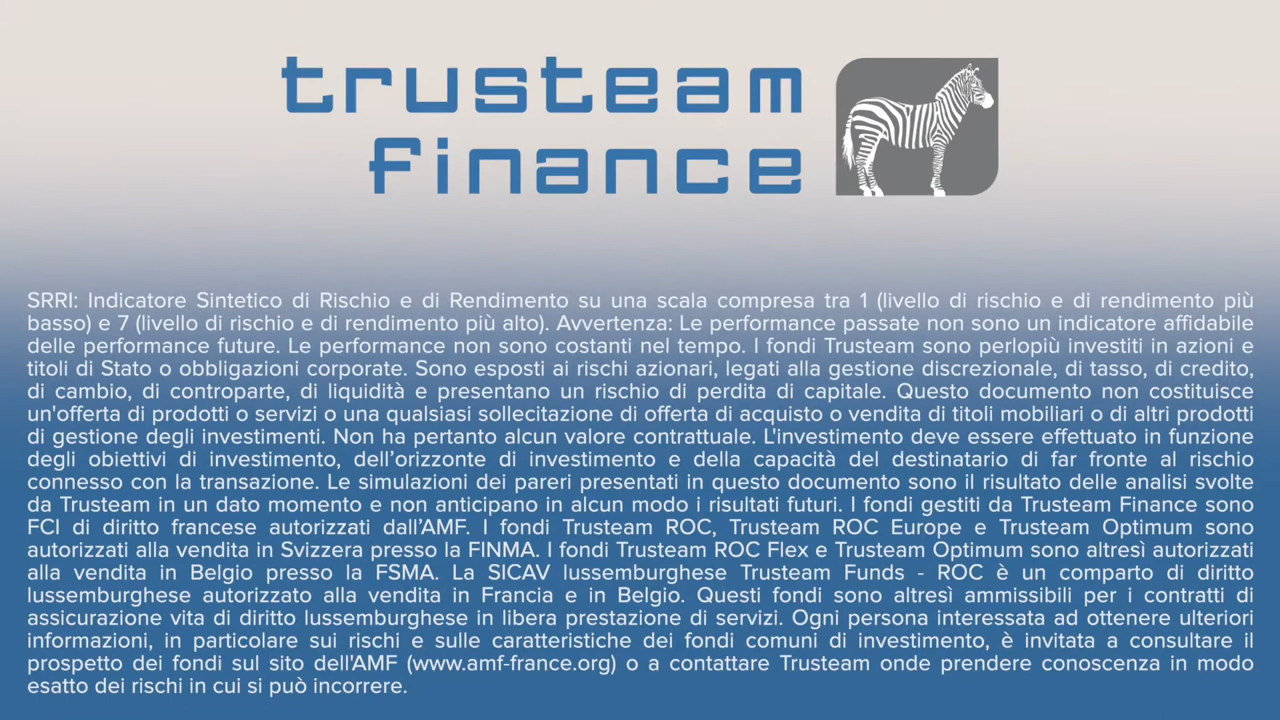 trusteam
finance
SRRI: Indicatore Sintetico di Rischio e di Rendimento su una scala compresa tra 1 (livello di rischio e di rendimento più
basso) e 7 (livello di rischio e di rendimento più alto). Avvertenza: Le performance passate non sono un indicatore affidabile
delle performance future. Le performance non sono costanti nel tempo. I fondi Trusteam sono perlopiù investiti in azioni e
titoli di Stato o obbligazioni corporate. Sono esposti ai rischi azionari, legati alla gestione discrezionale, di tasso, di credito,
di cambio, di controparte, di liquidità e presentano un rischio di perdita di capitale. Questo documento non costituisce
un'offerta di prodotti o servizi o una qualsiasi sollecitazione di offerta di acquisto o vendita di titoli mobiliari o di altri prodotti
di gestione degli investimenti. Non ha pertanto alcun valore contrattuale. L'investimento deve essere effettuato in funzione
degli obiettivi di investimento, dell’orizzonte di investimento e della capacità del destinatario di far fronte al rischio
connesso con la transazione. Le simulazioni dei pareri presentati in questo documento sono il risultato delle analisi svolte
da Trusteam in un dato momento e non anticipano in alcun modo i risultati futuri. I fondi gestiti da Trusteam Finance sono
FCI di diritto francese autorizzati dall’AMF. I fondi Trusteam ROC, Trusteam ROC Europe e Trusteam Optimum sono
autorizzati alla vendita in Svizzera presso la FINMA. I fondi Trusteam ROC Flex e Trusteam Optimum sono altresì autorizzati
alla vendita in Belgio presso la FSMA. La SICAV lussemburghese Trusteam Funds - ROC è un comparto di diritto
lussemburghese autorizzato alla vendita in Francia e in Belgio. Questi fondi sono altresì ammissibili per i contratti di
assicurazione vita di diritto lussemburghese in libera prestazione di servizi. Ogni persona interessata ad ottenere ulteriori
informazioni, in particolare sui rischi e sulle caratteristiche dei fondi comuni di investimento, è invitata a consultare il
prospetto dei fondi sul sito dell'AMF (www.amf-france.org) o a contattare Trusteam onde prendere conoscenza in modo
esatto dei rischi in cui si può incorrere.